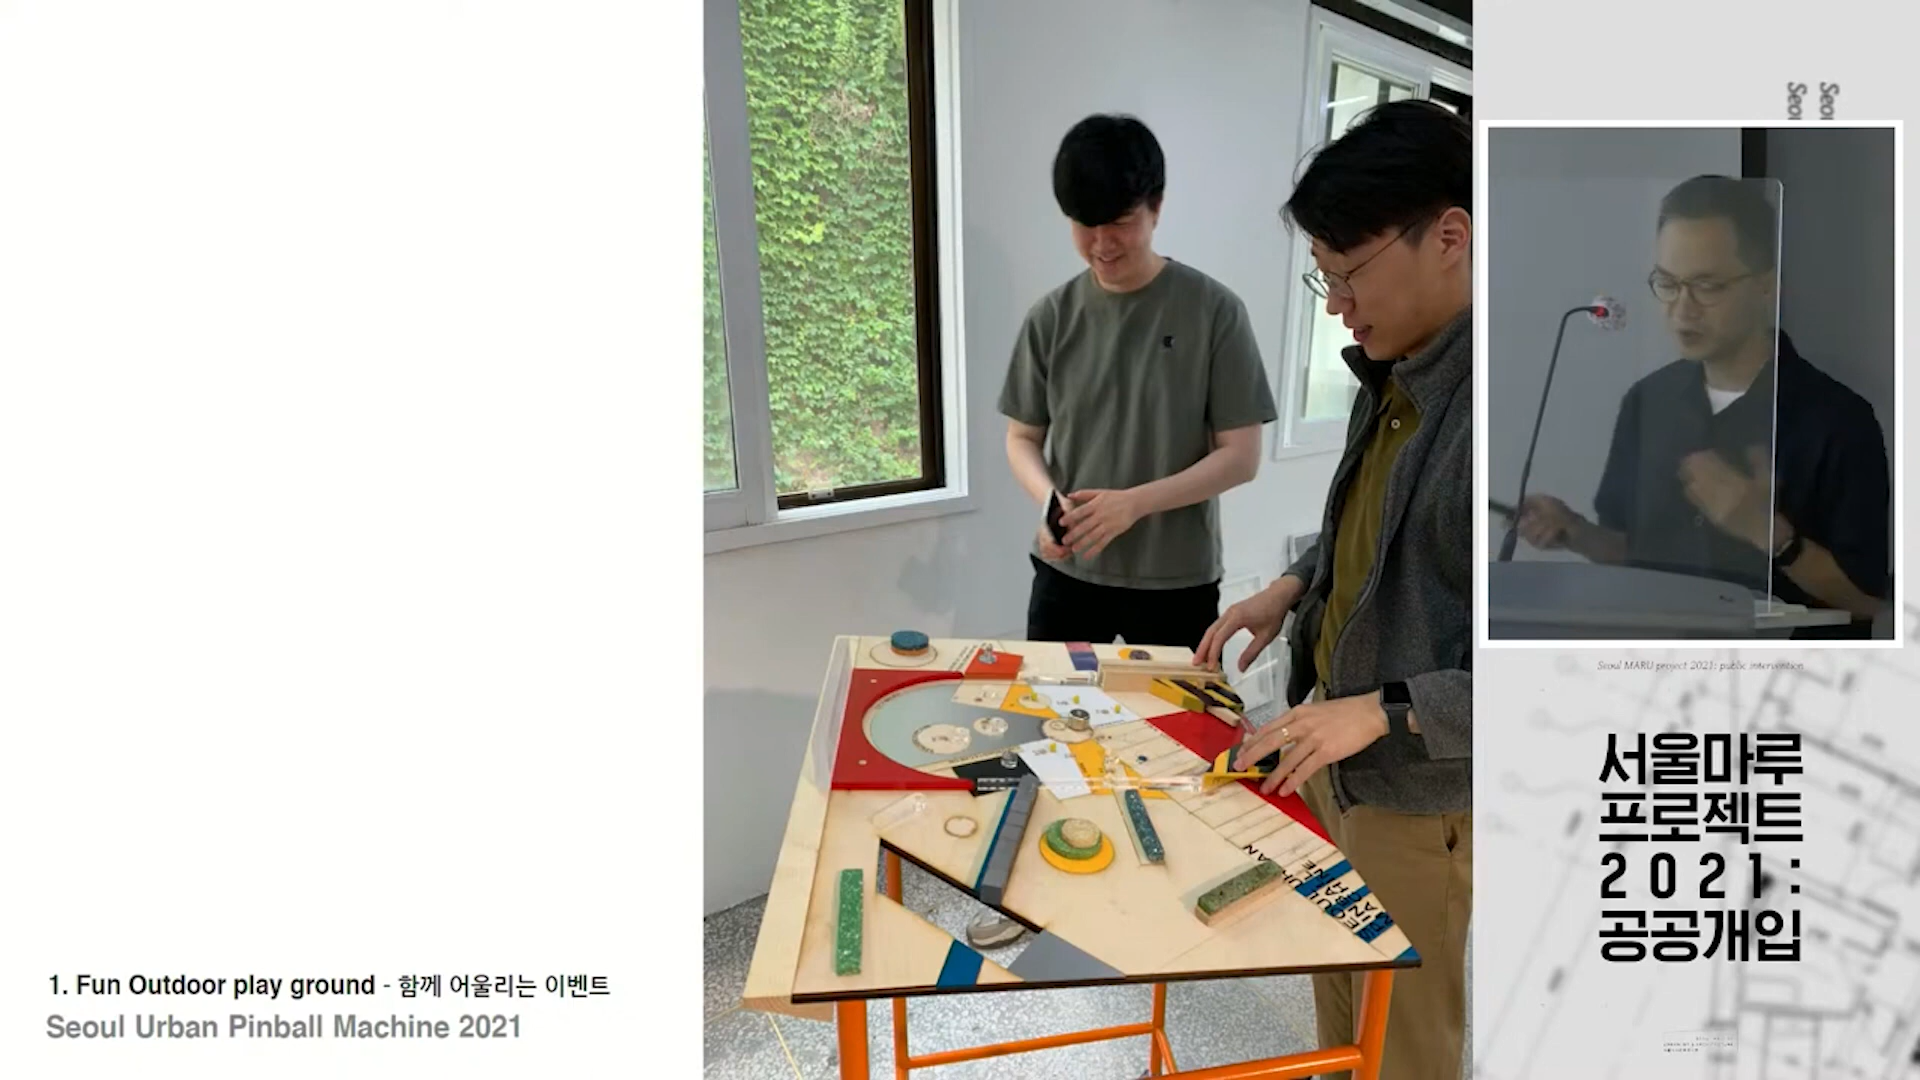 1. Fun Outdoor play ground - 함께 어울리는 이벤트
Seoul Urban Pinball Machine 2021
Seoul MARU project 2021: public intervention
서울마루
프로젝트
2021:
공공개입